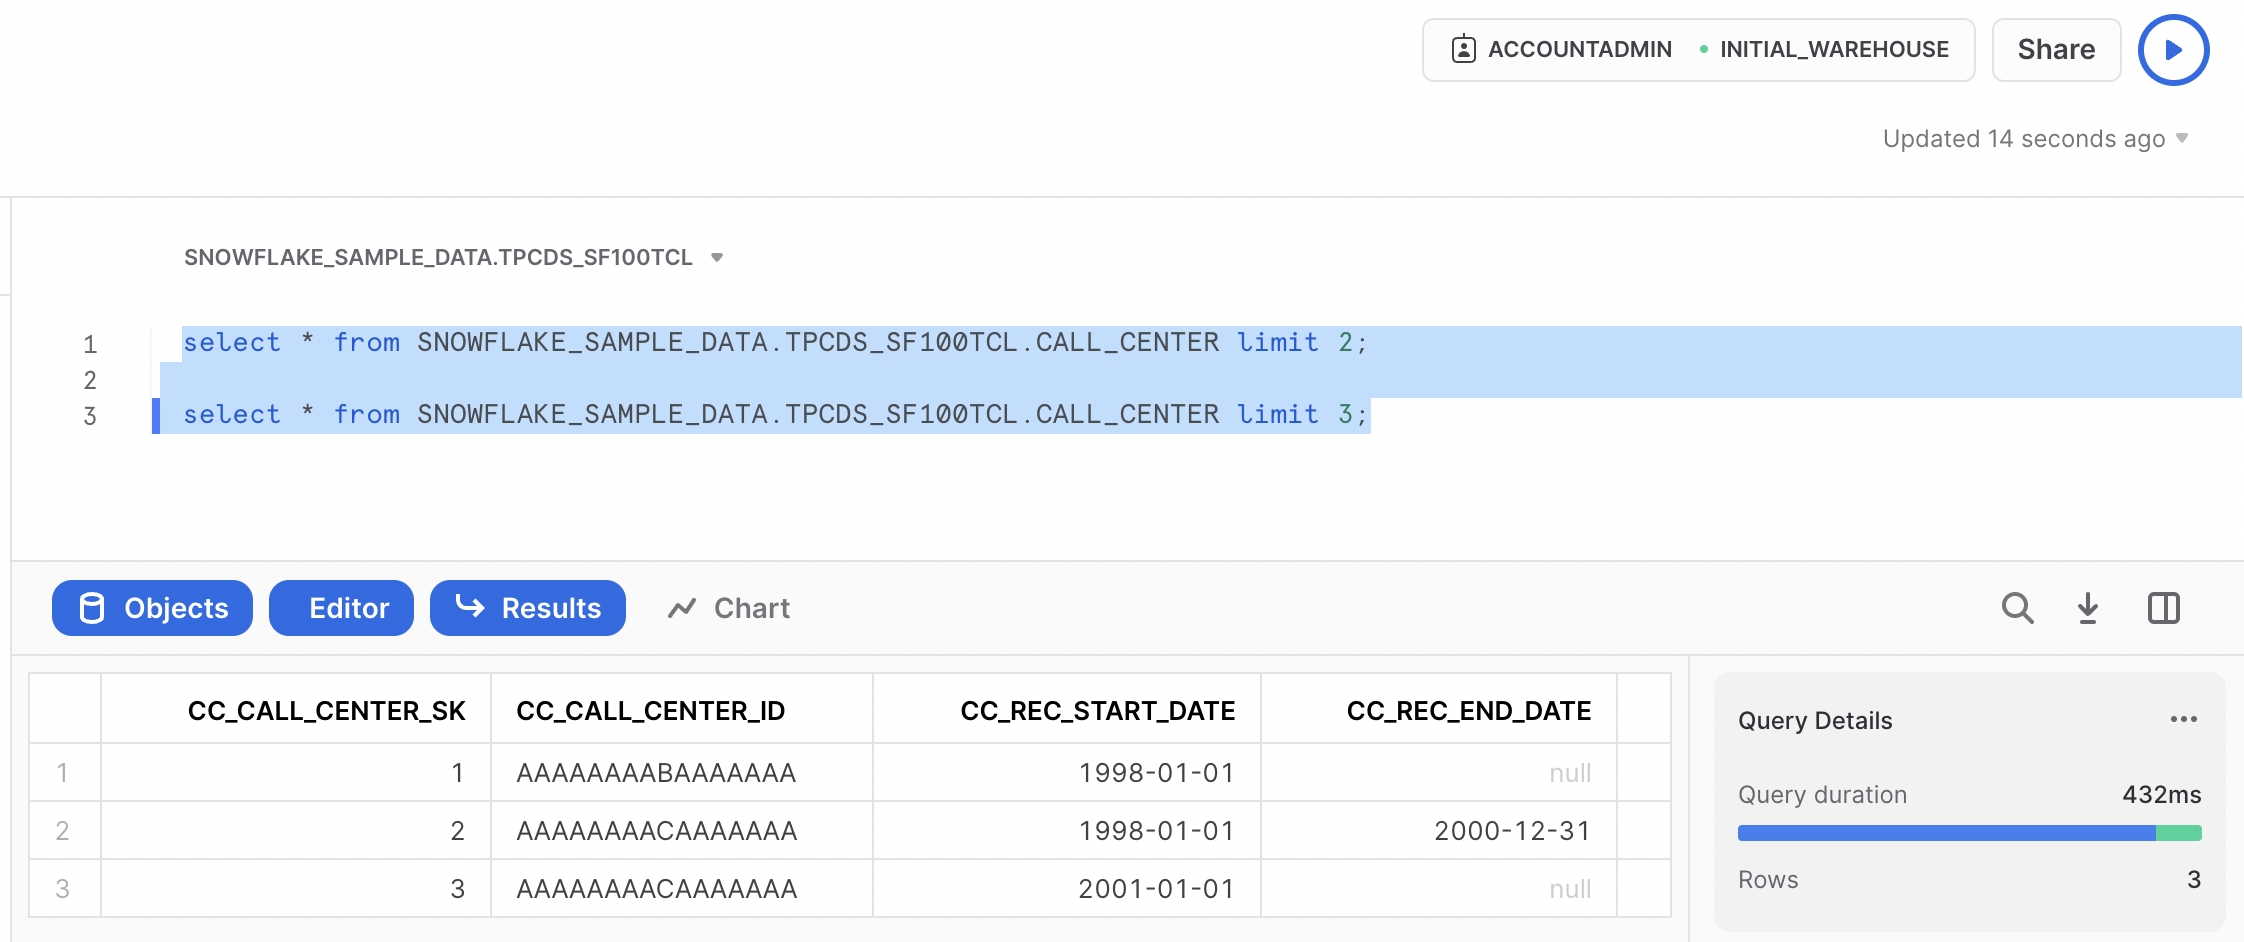 ACCOUNTADMIN INITIAL_WAREHOUSE Share
Updated 14 seconds ago
SNOWFLAKE_SAMPLE_DATA.TPCDS_SF100TCL
1 select * from SNOWFLAKE_SAMPLE_DATA.TPCDS_SF100TCL.CALL_CENTER limit 2;
2
3 select * from SNOWFLAKE_SAMPLE_DATA.TPCDS_SF100TCL.CALL_CENTER limit 3;
Objects Editor Results Chart
CC_CALL_CENTER_SK CC_CALL_CENTER_ID CC_REC_START_DATE CC_REC_END_DATE
1 1 AAAAAAAABAAAAAAA 1998-01-01 null
2 2 AAAAAAAACAAAAAAA 1998-01-01 2000-12-31
3 3 AAAAAAAACAAAAAAA 2001-01-01 null
Query Details
Query duration 432ms
Rows 3